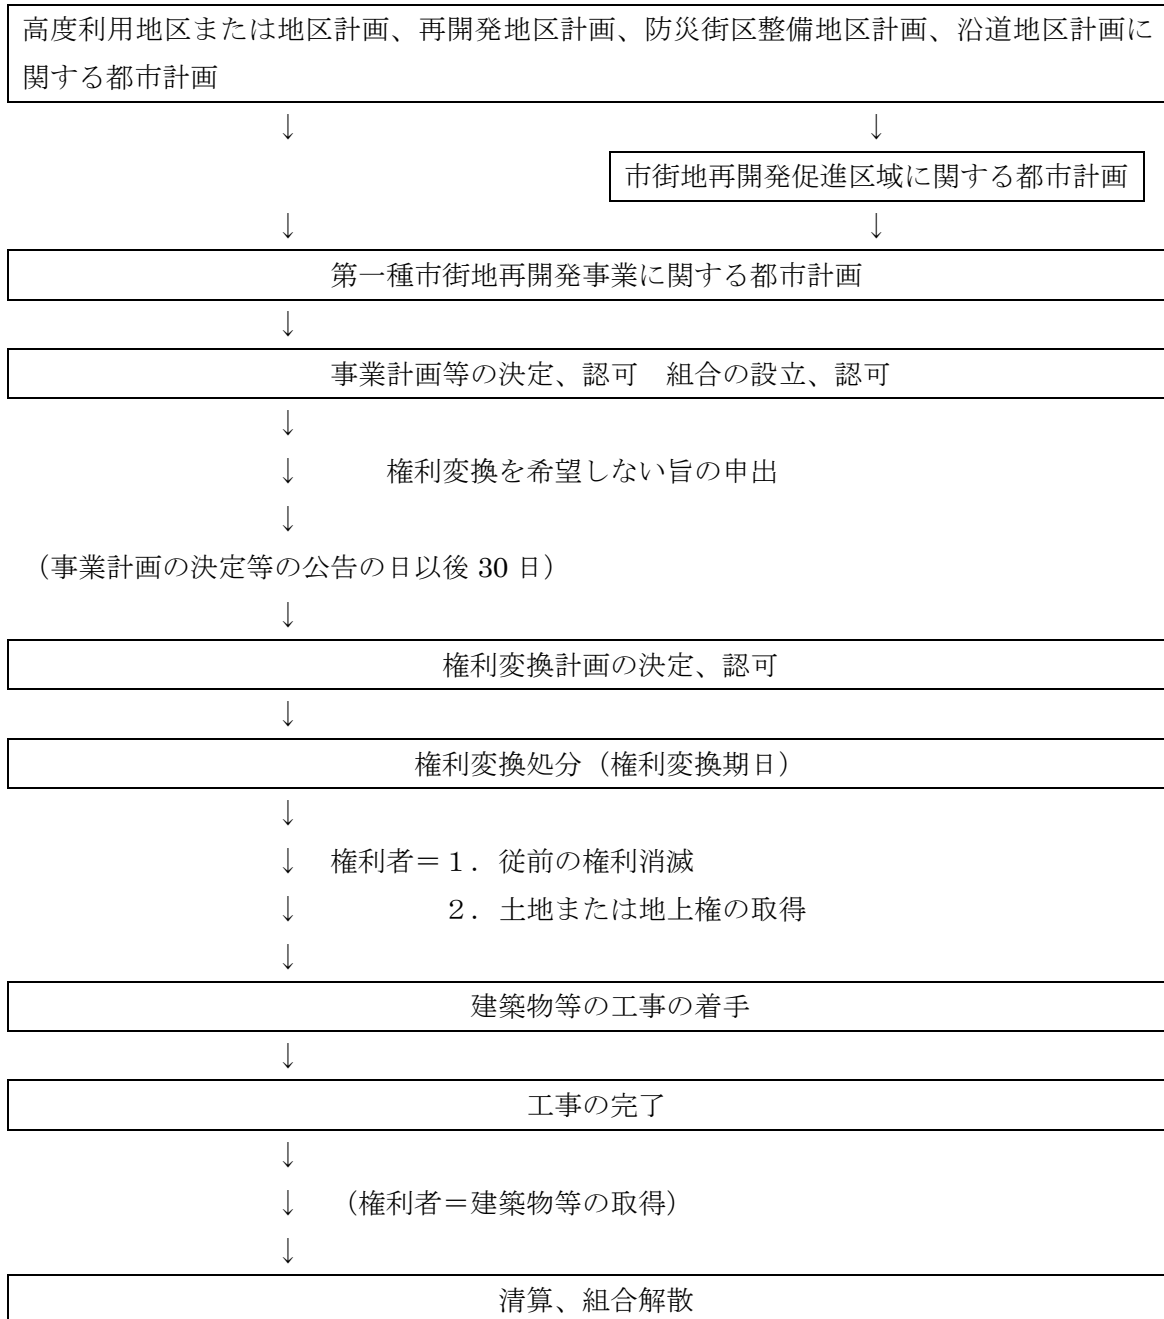 高度利用地区または地区計画、再開発地区計画、防災街区整備地区計画、沿道地区計画に
関する都市計画
↓ ↓
市街地再開発促進区域に関する都市計画
↓ ↓
第一種市街地再開発事業に関する都市計画
↓
事業計画等の決定、認可　組合の設立、認可
↓
↓ 権利変換を希望しない旨の申出
↓
（事業計画の決定等の公告の日以後 30 日）
↓
権利変換計画の決定、認可
↓
権利変換処分（権利変換期日）
↓
↓ 権利者＝１．従前の権利消滅
↓ ２．土地または地上権の取得
↓
建築物等の工事の着手
↓
工事の完了
↓
↓ （権利者＝建築物等の取得）
↓
清算、組合解散